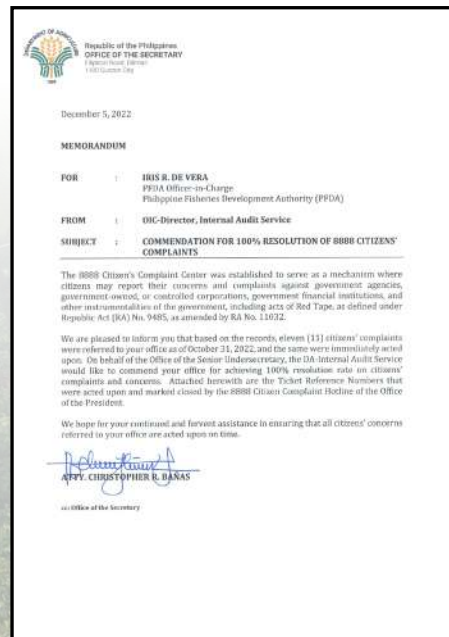 DEPARTMENT OF AGRICULTURE
Republic of the Philippines
OFFICE OF THE SECRETARY
Elliptical Road, Diliman
1100 Quezon City
December 5, 2022
MEMORANDUM
FOR : IRIS R. DE VERA
PFDA Officer-in-Charge
Philippine Fisheries Development Authority (PFDA)
FROM : OIC-Director, Internal Audit Service
SUBJECT : COMMENDATION FOR 100% RESOLUTION OF 8888 CITIZENS'
COMPLAINTS
The 8888 Citizen's Complaint Center was established to serve as a mechanism where
citizens may report their concerns and complaints against government agencies,
government-owned, or controlled corporations, government financial institutions, and
other instrumentalities of the government, including acts of Red Tape, as defined under
Republic Act (RA) No. 9485, as amended by RA No. 11032.
We are pleased to inform you that based on the records, eleven (11) citizens' complaints
were referred to your office as of October 31, 2022, and the same were immediately acted
upon. On behalf of the Office of the Senior Undersecretary, the DA-Internal Audit Service
would like to commend your office for achieving 100% resolution rate on citizens'
complaints and concerns. Attached herewith are the Ticket Reference Numbers that
were acted upon and marked closed by the 8888 Citizen Complaint Hotline of the Office
of the President.
We hope for your continued and fervent assistance in ensuring that all citizens' concerns
referred to your office are acted upon on time.
ATTY. CHRISTOPHER R. BAÑAS
cc: Office of the Secretary